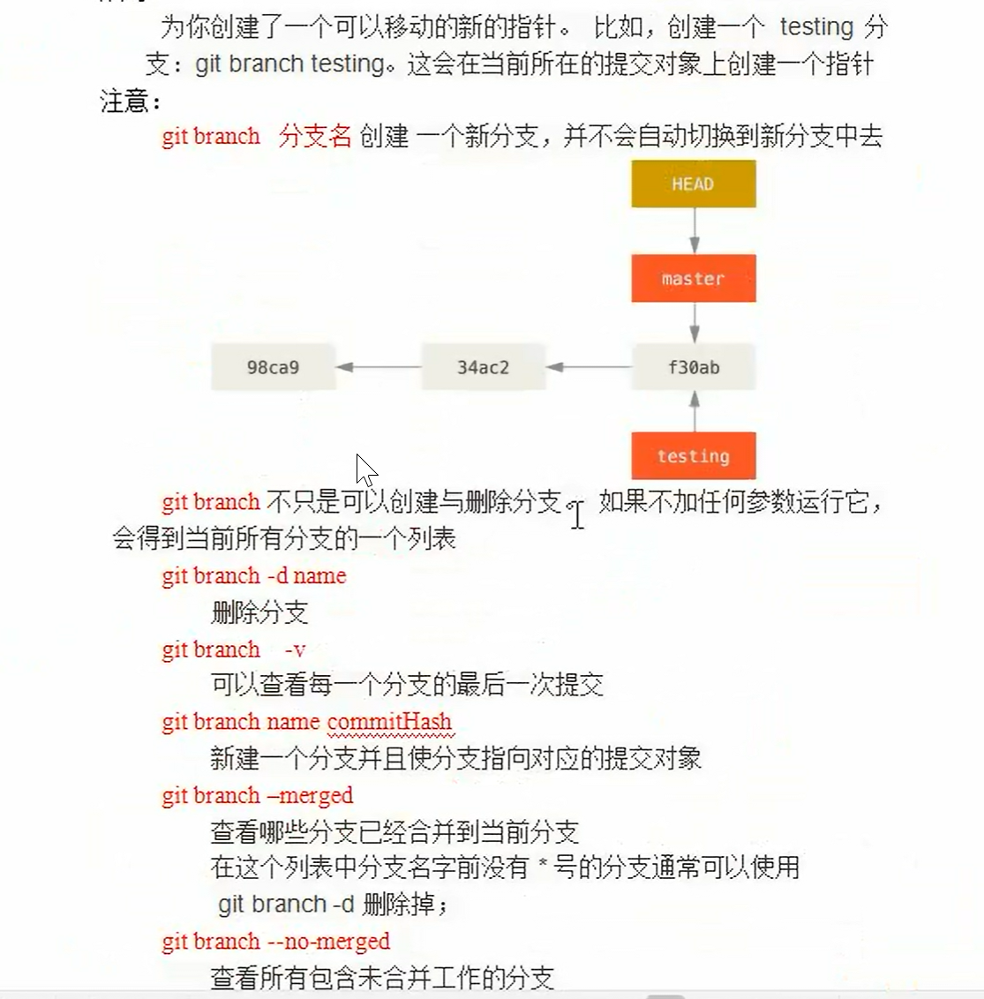 为你创建了一个可以移动的新的指针。 比如，创建一个 testing 分
支：git branch testing。这会在当前所在的提交对象上创建一个指针
注意：
git branch 分支名 创建 一个新分支，并不会自动切换到新分支中去
HEAD
master
98ca9 34ac2 f30ab
testing
git branch 不只是可以创建与删除分支。 如果不加任何参数运行它，
会得到当前所有分支的一个列表
git branch -d name
删除分支
git branch -v
可以查看每一个分支的最后一次提交
git branch name commitHash
新建一个分支并且使分支指向对应的提交对象
git branch –merged
查看哪些分支已经合并到当前分支
在这个列表中分支名字前没有 * 号的分支通常可以使用
git branch -d 删除掉；
git branch --no-merged
查看所有包含未合并工作的分支